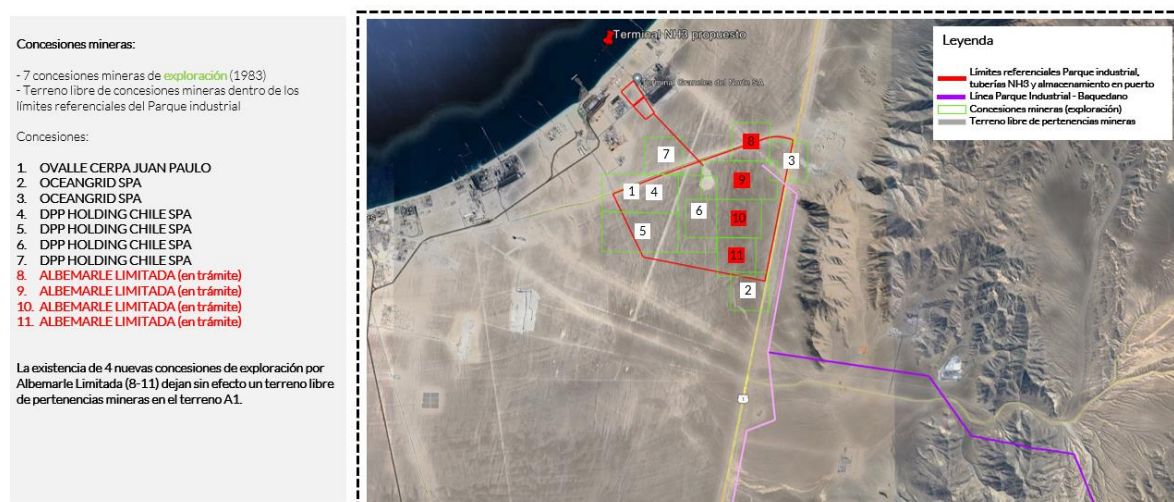 Concesiones mineras:
- 7 concesiones mineras de exploración (1983)
- Terreno libre de concesiones mineras dentro de los
límites referenciales del Parque industrial
Concesiones:
1. OVALLE CERPA JUAN PAULO
2. OCEANGRID SPA
3. OCEANGRID SPA
4. DPP HOLDING CHILE SPA
5. DPP HOLDING CHILE SPA
6. DPP HOLDING CHILE SPA
7. DPP HOLDING CHILE SPA
8. ALBEMARLE LIMITADA (en trámite)
9. ALBEMARLE LIMITADA (en trámite)
10. ALBEMARLE LIMITADA (en trámite)
11. ALBEMARLE LIMITADA (en trámite)
La existencia de 4 nuevas concesiones de exploración por
Albemarle Limitada (8-11) dejan sin efecto un terreno libre
de pertenencias mineras en el terreno A1.
Terminal NH3 propuesto
Terminal Graneles del Norte SA
8
7
3
9
1
4
6
10
5
11
2
1
Leyenda
Límites referenciales Parque industrial,
tuberías NH3 y almacenamiento en puerto
Línea Parque Industrial - Baquedano
Concesiones mineras (exploración)
Terreno libre de pertenencias mineras